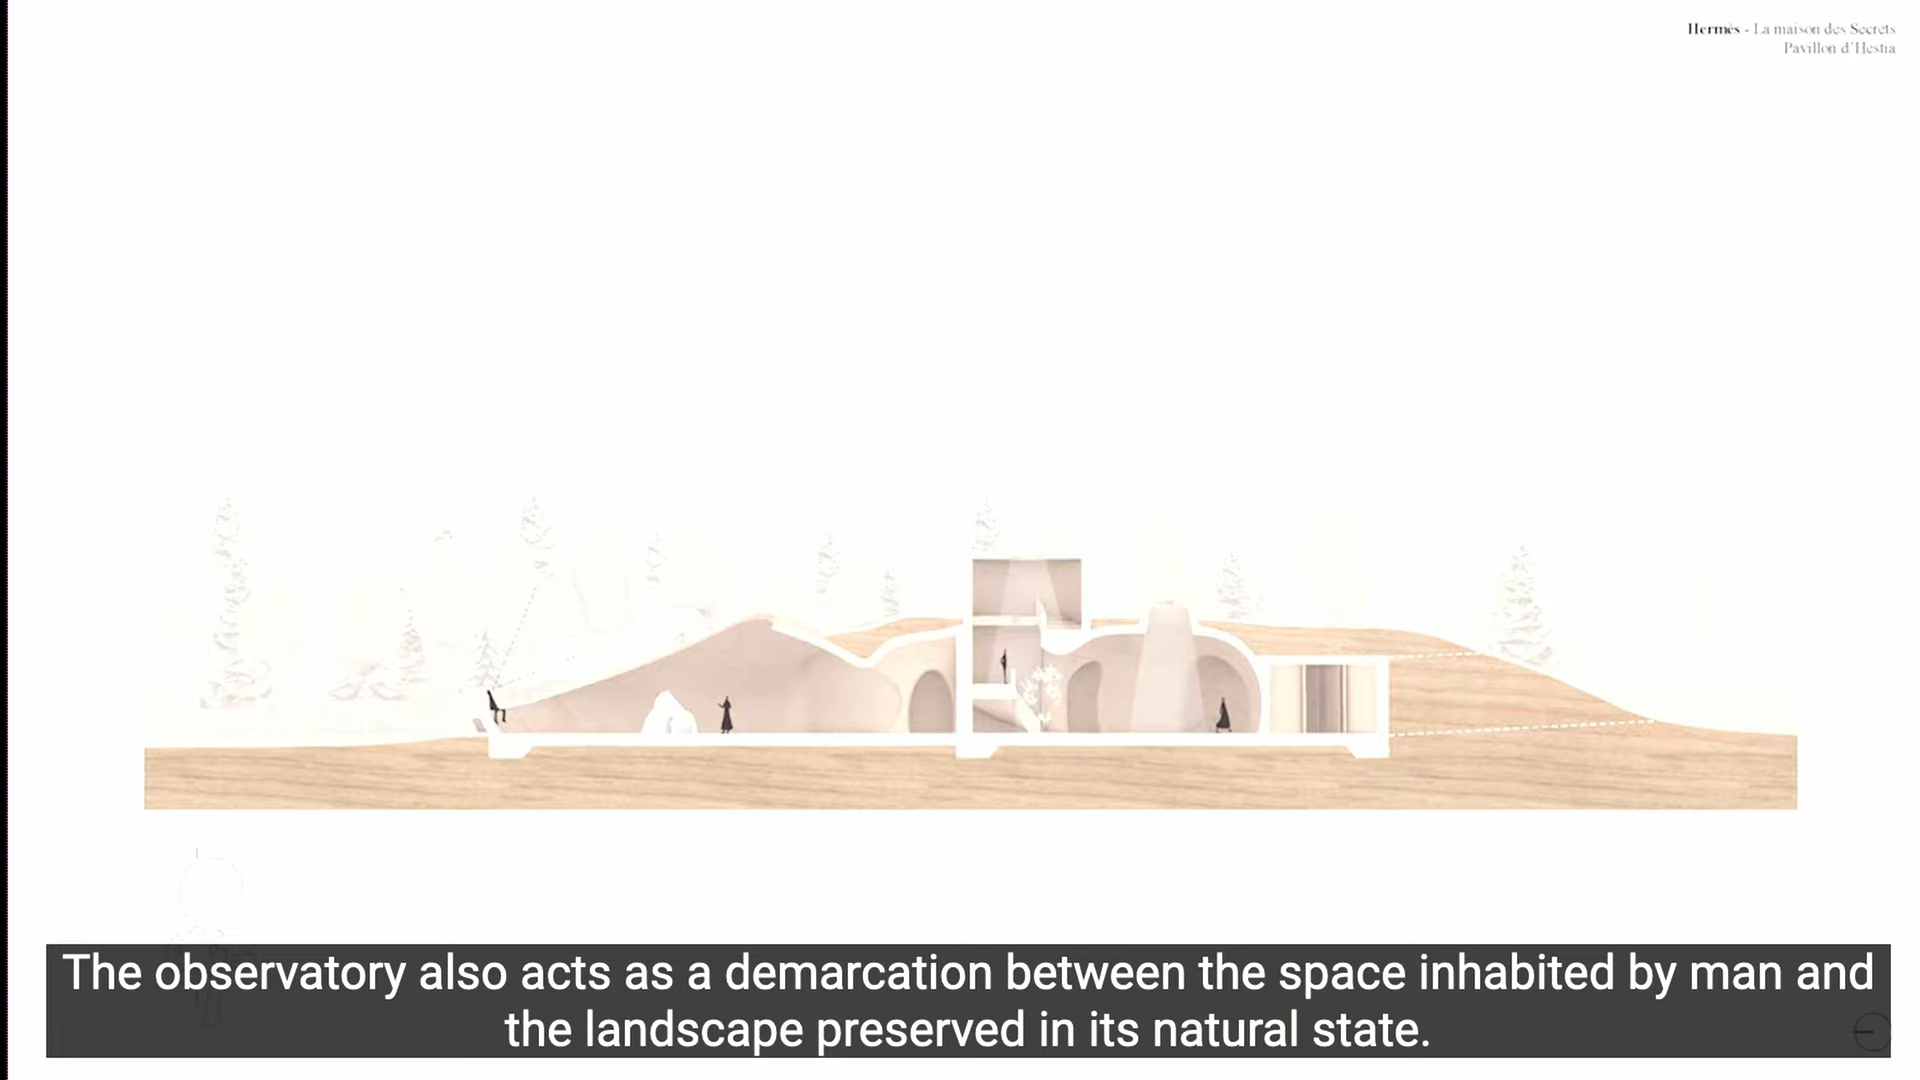 Hermès - La maison des Secrets
Pavillon d'Hestia
The observatory also acts as a demarcation between the space inhabited by man and
the landscape preserved in its natural state.